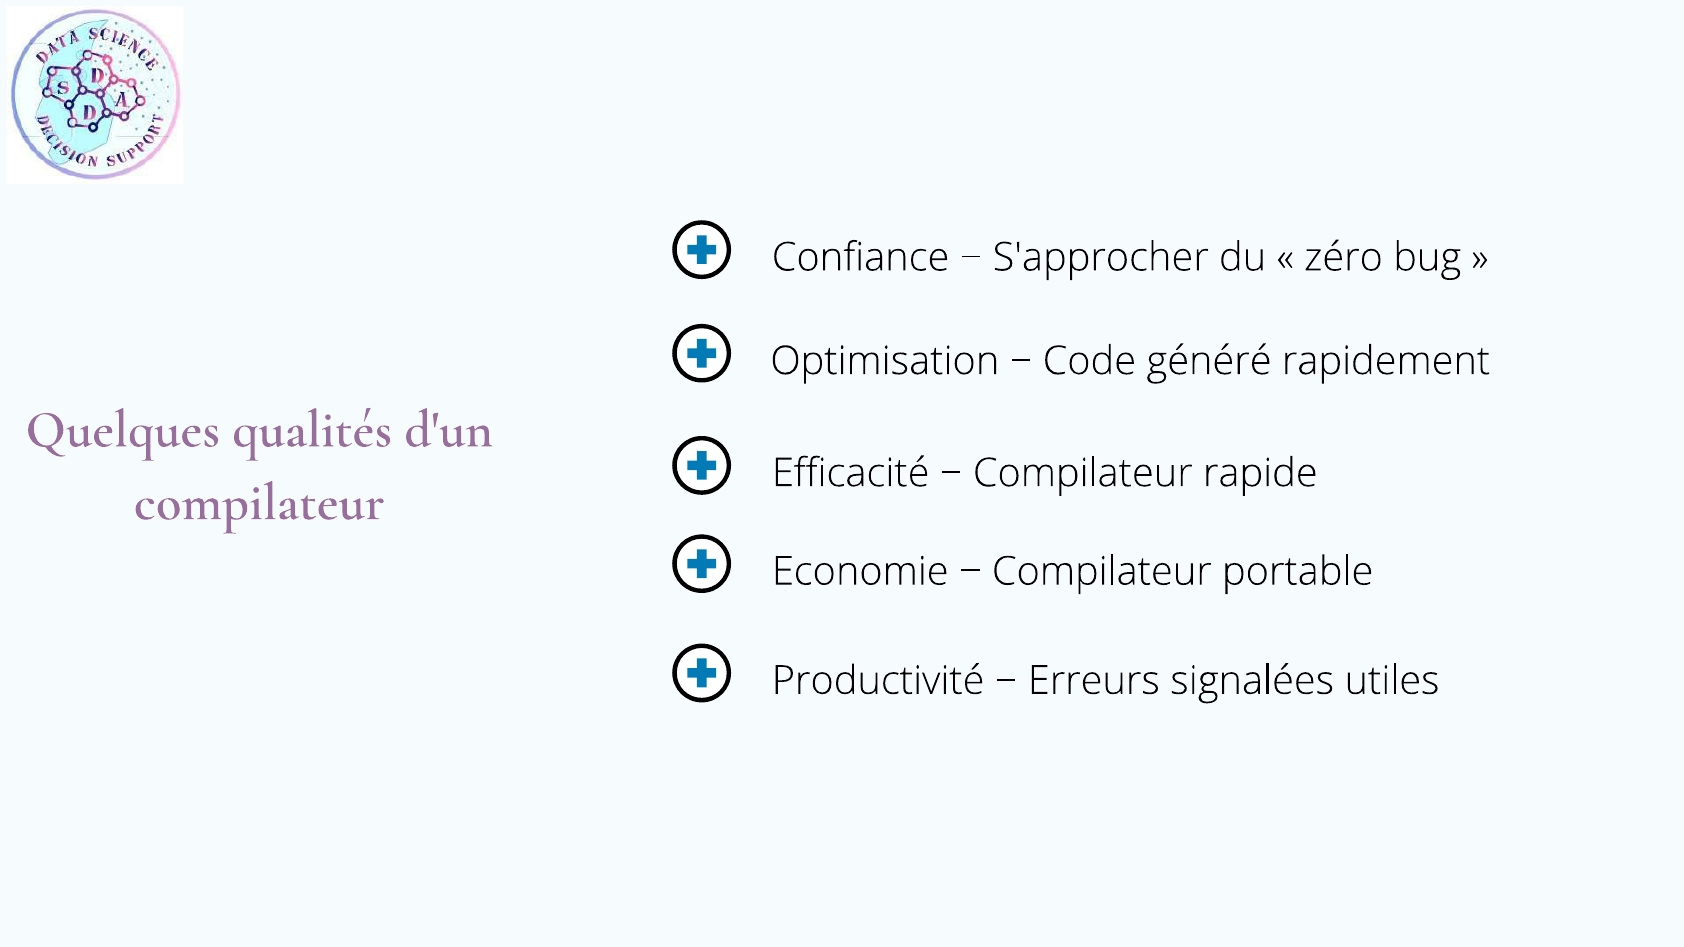 DATA SCIENCE
S D D A
DECISION SUPPORT
Quelques qualités d'un
compilateur
Confiance – S'approcher du « zéro bug »
Optimisation – Code généré rapidement
Efficacité – Compilateur rapide
Economie – Compilateur portable
Productivité – Erreurs signalées utiles